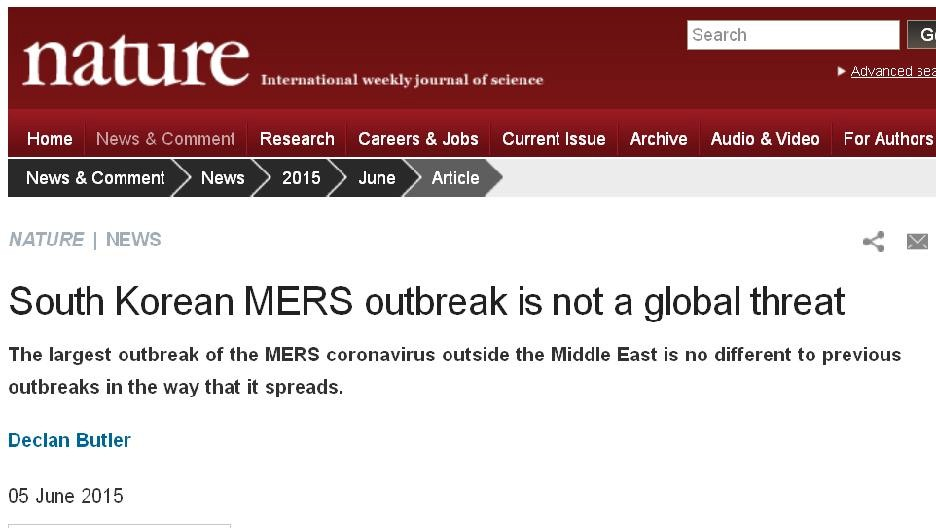 Search
Go
nature International weekly journal of science
Advanced sea
Home News & Comment Research Careers & Jobs Current Issue Archive Audio & Video For Authors
News & Comment News 2015 June Article
NATURE | NEWS
South Korean MERS outbreak is not a global threat
The largest outbreak of the MERS coronavirus outside the Middle East is no different to previous
outbreaks in the way that it spreads.
Declan Butler
05 June 2015